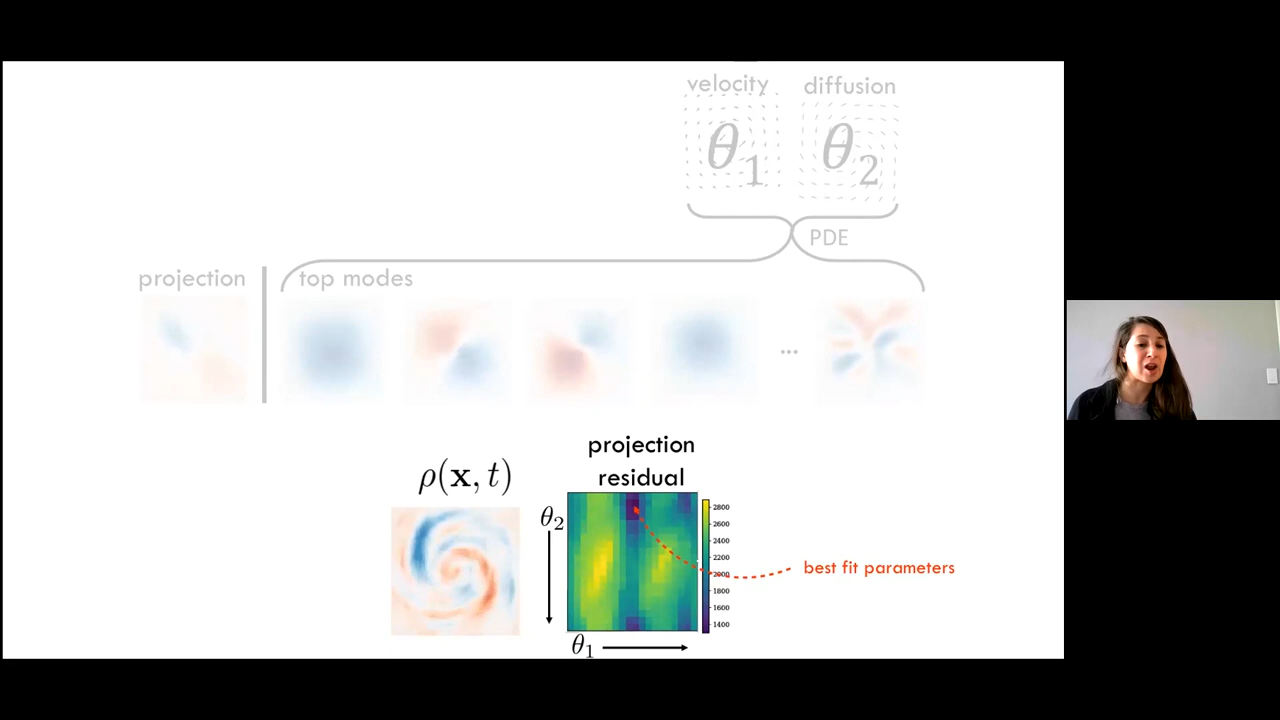 velocity diffusion
θ1 θ2
PDE
projection top modes
...
projection
residual
ρ(x, t)
θ2
2800
2600
2400
2200
2000
1800
1600
1400
best fit parameters
θ1